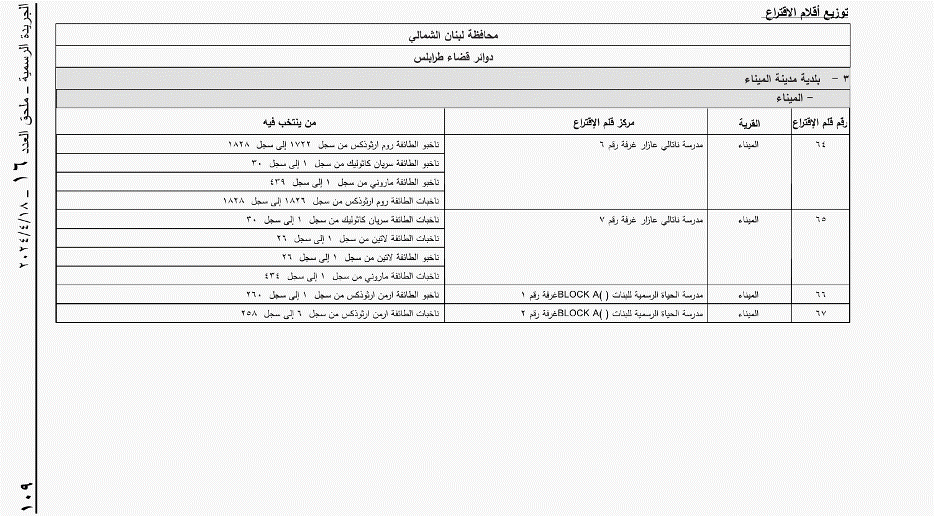 الجريدة الرسمية – ملحق العدد ١٦ – ٢٠٢٤/٤/١٨
توزيع أقلام الاقتراع
محافظة لبنان الشمالي
دوائر قضاء طرابلس
٣ - بلدية مدينة الميناء
- الميناء
رقم قلم الإقتراع القرية مركز قلم الإقتراع من ينتخب فيه
٦٤ الميناء مدرسة ناتالي عازار غرفة رقم ٦ ناخبو الطائفة روم ارثوذكس من سجل ١٧٢٢ إلى سجل ١٨٢٨
ناخبو الطائفة سريان كاثوليك من سجل ١ إلى سجل ٣٠
ناخبو الطائفة ماروني من سجل ١ إلى سجل ٤٣٩
ناخبات الطائفة روم ارثوذكس من سجل ١٨٢٦ إلى سجل ١٨٢٨
٦٥ الميناء مدرسة ناتالي عازار غرفة رقم ٧ ناخبات الطائفة سريان كاثوليك من سجل ١ إلى سجل ٣٠
ناخبات الطائفة لاتين من سجل ١ إلى سجل ٢٦
ناخبو الطائفة لاتين من سجل ١ إلى سجل ٢٦
ناخبات الطائفة ماروني من سجل ١ إلى سجل ٤٣٤
٦٦ الميناء مدرسة الحياة الرسمية للبنات ( )BLOCK Aغرفة رقم ١ ناخبو الطائفة ارمن ارثوذكس من سجل ١ إلى سجل ٢٦٠
٦٧ الميناء مدرسة الحياة الرسمية للبنات ( )BLOCK Aغرفة رقم ٢ ناخبات الطائفة ارمن ارثوذكس من سجل ٦ إلى سجل ٢٥٨
١٠٩